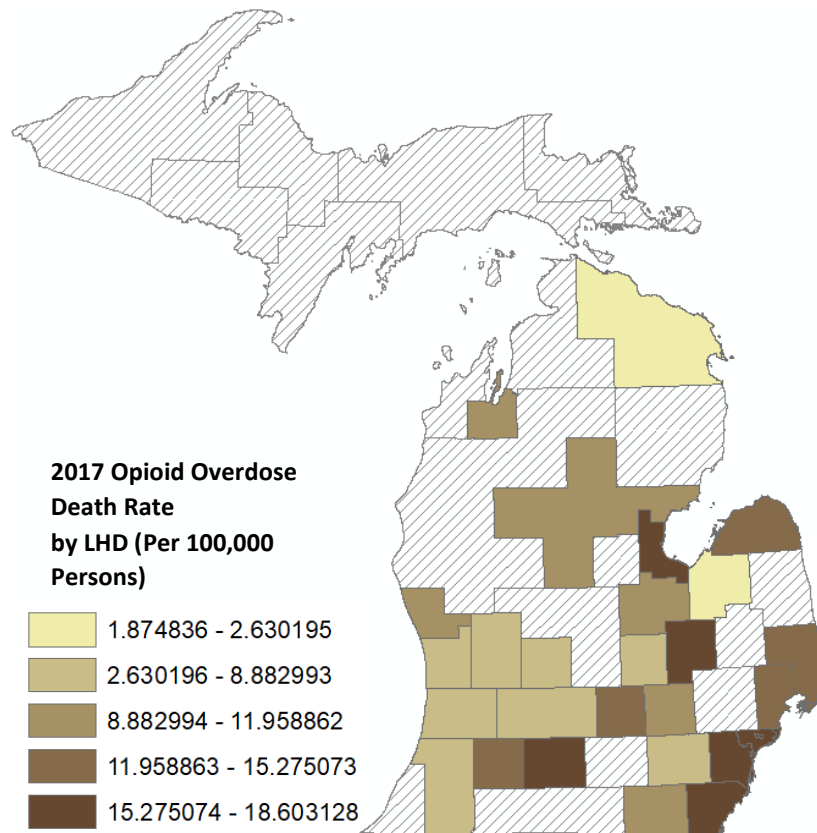 2017 Opioid Overdose
Death Rate
by LHD (Per 100,000
Persons)
1.874836 - 2.630195
2.630196 - 8.882993
8.882994 - 11.958862
11.958863 - 15.275073
15.275074 - 18.603128